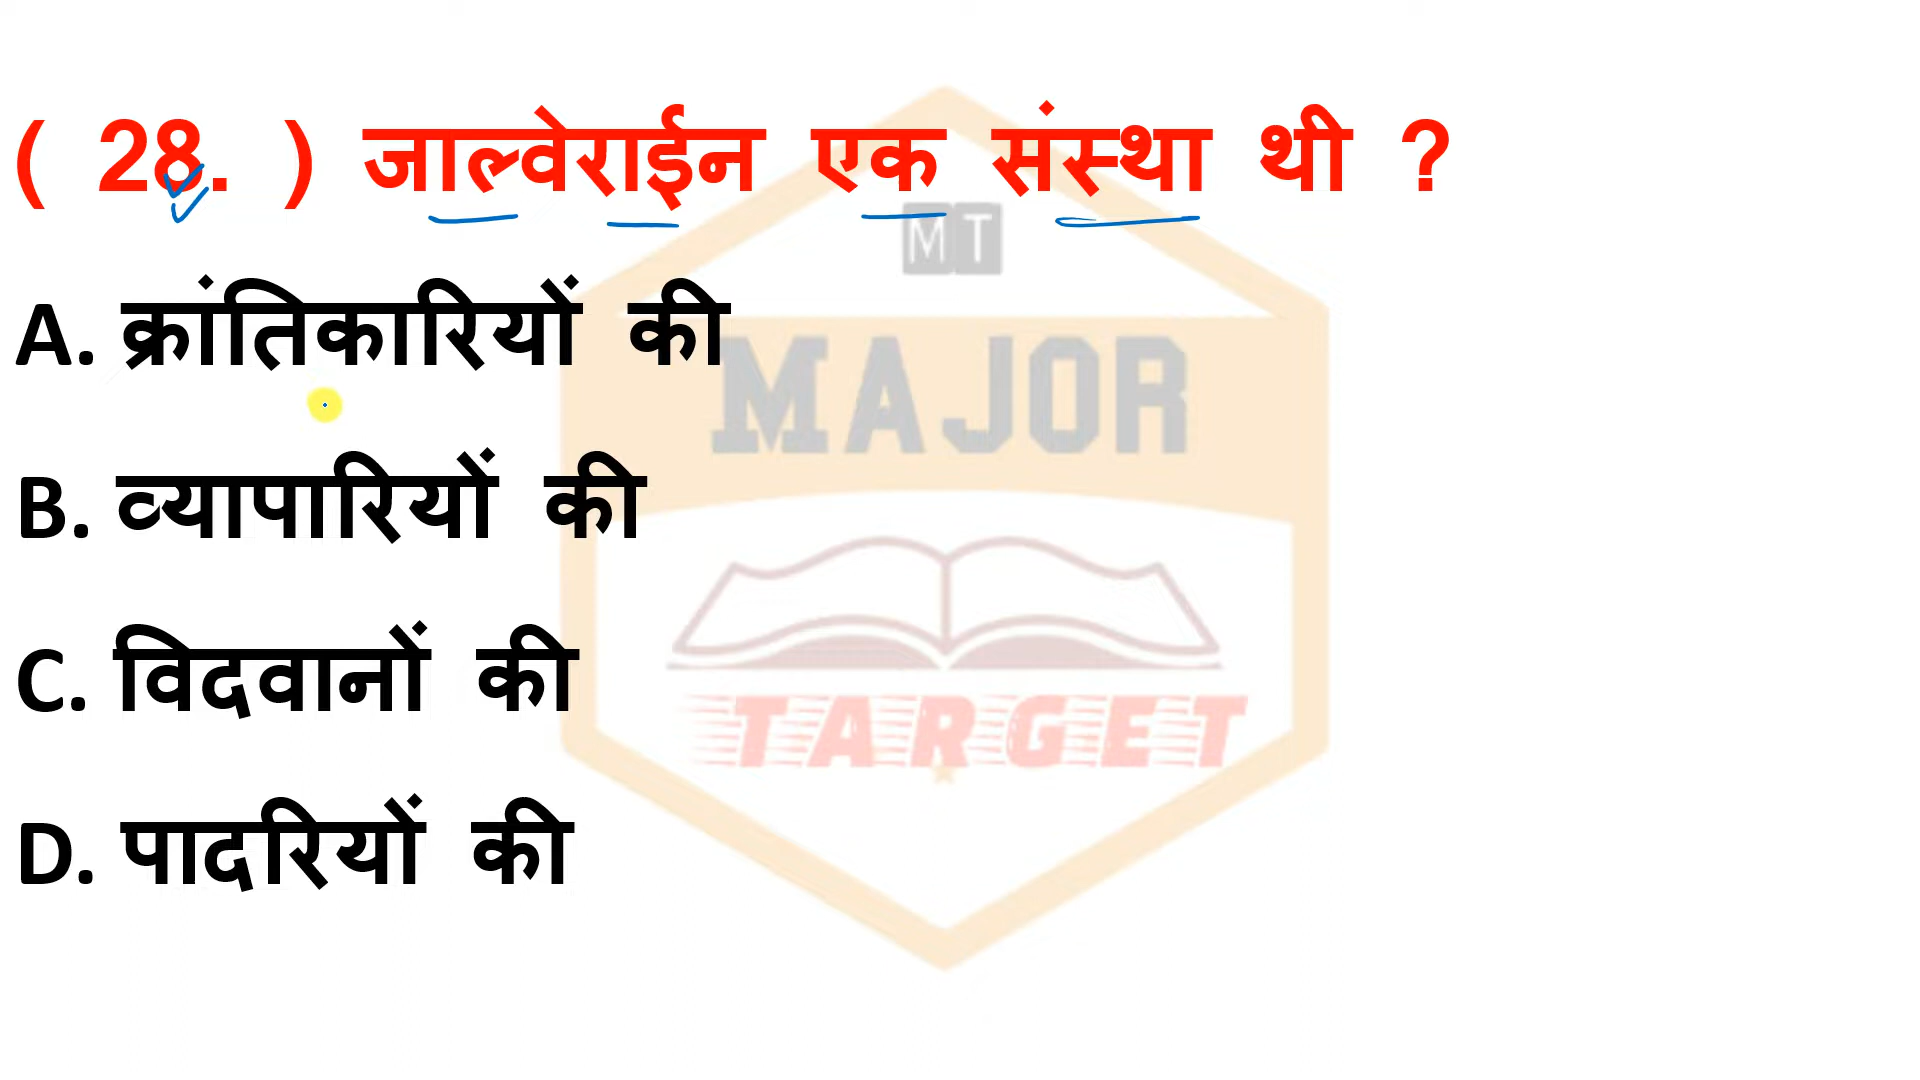 ( 28. ) जाल्वेराईन एक संस्था थी ?
MT
A. क्रांतिकारियों की
MAJOR
B. व्यापारियों की
C. विदवानों की
TARGET
D. पादरियों की